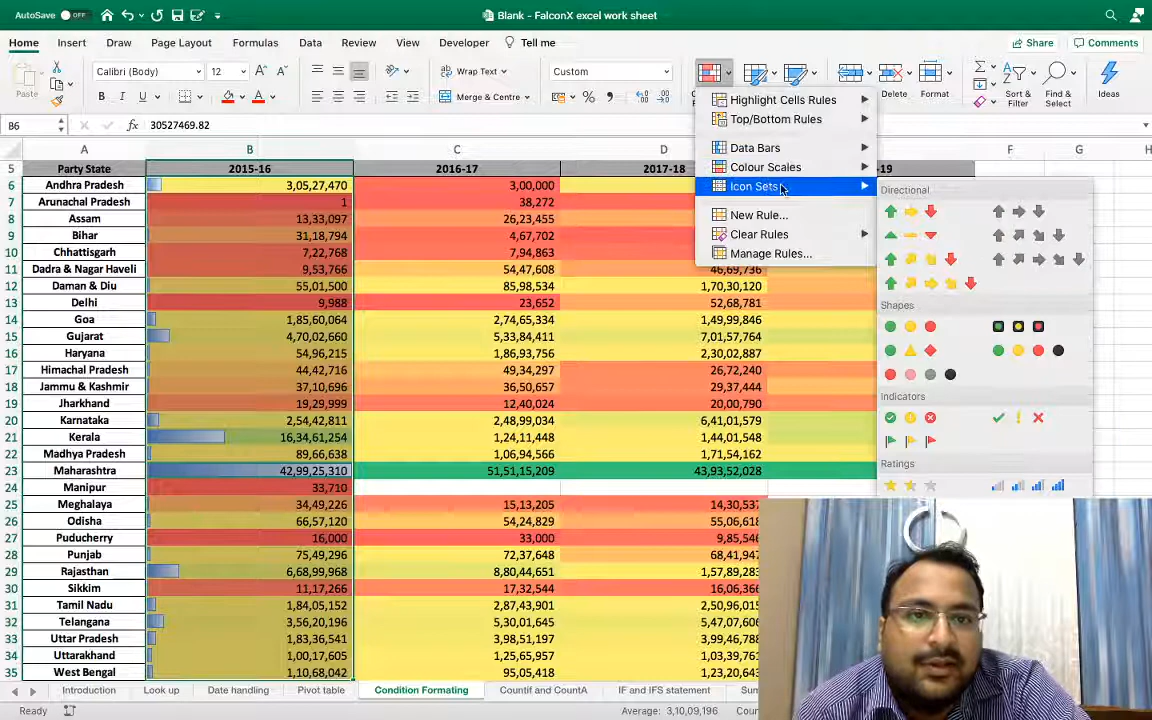 AutoSave OFF
Blank - FalconX excel work sheet
Home Insert Draw Page Layout Formulas Data Review View Developer Tell me
Share Comments
Paste
Calibri (Body) 12
B I U
Wrap Text
Merge & Centre
Custom
Delete Format
Sort & Filter
Find & Select
Ideas
B6 fx 30527469.82
Highlight Cells Rules
Top/Bottom Rules
Data Bars
Colour Scales
Icon Sets
New Rule...
Clear Rules
Manage Rules...
Directional
Shapes
Indicators
Ratings
A B C D F G H
5 Party State 2015-16 2016-17 2017-18 -19
6 Andhra Pradesh 3,05,27,470 3,00,000
7 Arunachal Pradesh 1 38,272
8 Assam 13,33,097 26,23,455
9 Bihar 31,18,794 4,67,702
10 Chhattisgarh 7,22,768 7,94,863
11 Dadra & Nagar Haveli 9,53,766 54,47,608 46,69,736
12 Daman & Diu 55,01,500 85,98,534 1,70,30,120
13 Delhi 9,988 23,652 52,68,781
14 Goa 1,85,60,064 2,74,65,334 1,49,99,846
15 Gujarat 4,70,02,660 5,33,84,411 7,01,57,764
16 Haryana 54,96,215 1,86,93,756 2,30,02,887
17 Himachal Pradesh 44,42,716 49,34,297 26,72,240
18 Jammu & Kashmir 37,10,696 36,50,657 29,37,444
19 Jharkhand 19,29,999 12,40,024 20,00,790
20 Karnataka 2,54,42,811 2,48,99,034 6,41,01,579
21 Kerala 16,34,61,254 1,24,11,448 1,44,01,548
22 Madhya Pradesh 89,66,638 1,06,94,566 1,71,54,162
23 Maharashtra 42,99,25,310 51,51,15,209 43,93,52,028
24 Manipur 33,710
25 Meghalaya 34,49,226 15,13,205 14,30,537
26 Odisha 66,57,120 54,24,829 55,06,618
27 Puducherry 16,000 33,000 9,85,546
28 Punjab 75,49,296 72,37,648 68,41,947
29 Rajasthan 6,68,99,968 8,80,44,651 1,57,89,283
30 Sikkim 11,17,266 17,32,544 16,06,366
31 Tamil Nadu 1,84,05,152 2,87,43,901 2,50,96,015
32 Telangana 3,56,20,196 5,30,01,645 5,47,07,606
33 Uttar Pradesh 1,83,36,541 3,98,51,197 3,99,46,788
34 Uttarakhand 1,00,17,605 1,25,65,957 1,03,39,761
35 West Bengal 1,10,68,042 95,05,418 1,23,20,643
Introduction Look up Date handling Pivot table Condition Formating Countif and CountA IF and IFS statement Sun
Ready Average: 3,10,09,196 Coun